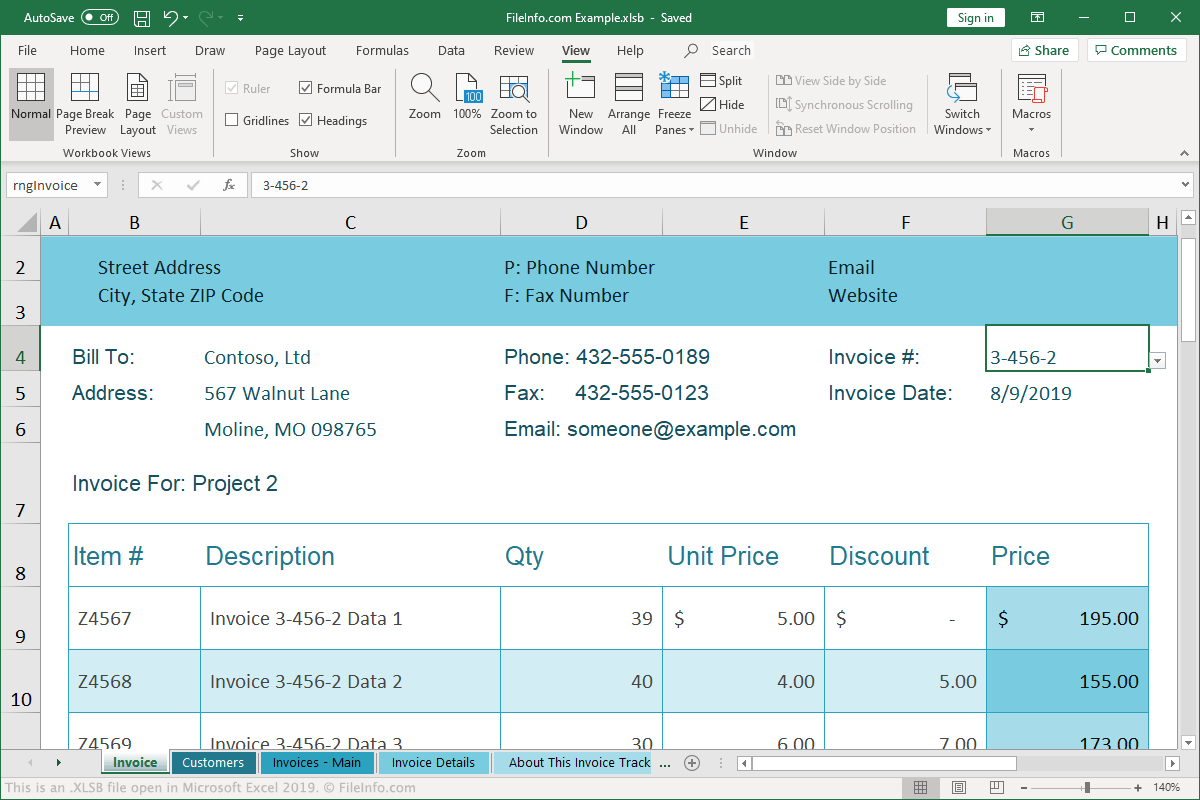 AutoSave Off FileInfo.com Example.xlsb - Saved Sign in
File Home Insert Draw Page Layout Formulas Data Review View Help Search Share Comments
Normal Page Break Preview Page Layout Custom Views
Workbook Views
Ruler Formula Bar
Gridlines Headings
Show
Zoom 100 100% Zoom to Selection
Zoom
New Window Arrange All Freeze Panes
Split
Hide
Unhide
View Side by Side
Synchronous Scrolling
Reset Window Position
Switch Windows
Window
Macros
Macros
rngInvoice fx 3-456-2
A B C D E F G H
2 Street Address P: Phone Number Email
3 City, State ZIP Code F: Fax Number Website
4 Bill To: Contoso, Ltd Phone: 432-555-0189 Invoice #: 3-456-2
5 Address: 567 Walnut Lane Fax: 432-555-0123 Invoice Date: 8/9/2019
6 Moline, MO 098765 Email: someone@example.com
7 Invoice For: Project 2
8 Item # Description Qty Unit Price Discount Price
9 Z4567 Invoice 3-456-2 Data 1 39 $ 5.00 $ - $ 195.00
10 Z4568 Invoice 3-456-2 Data 2 40 4.00 5.00 155.00
Z4569 Invoice 3-456-2 Data 3 30 6.00 7.00 173.00
Invoice Customers Invoices - Main Invoice Details About This Invoice Track ...
This is an .XLSB file open in Microsoft Excel 2019. © FileInfo.com 140%